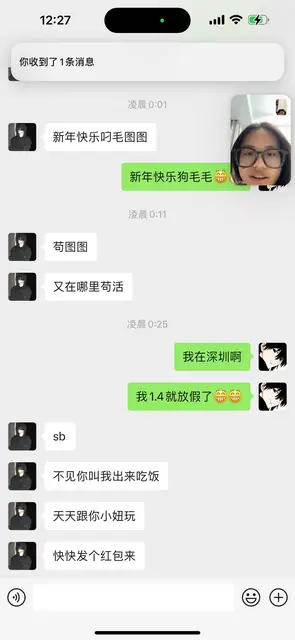 12:27
你收到了1条消息
凌晨0:01
新年快乐叼毛图图
新年快乐狗毛毛😁
凌晨0:11
苟图图
又在哪里苟活
凌晨0:25
我在深圳啊
我1.4就放假了😁😁
sb
不见你叫我出来吃饭
天天跟你小妞玩
快快发个红包来